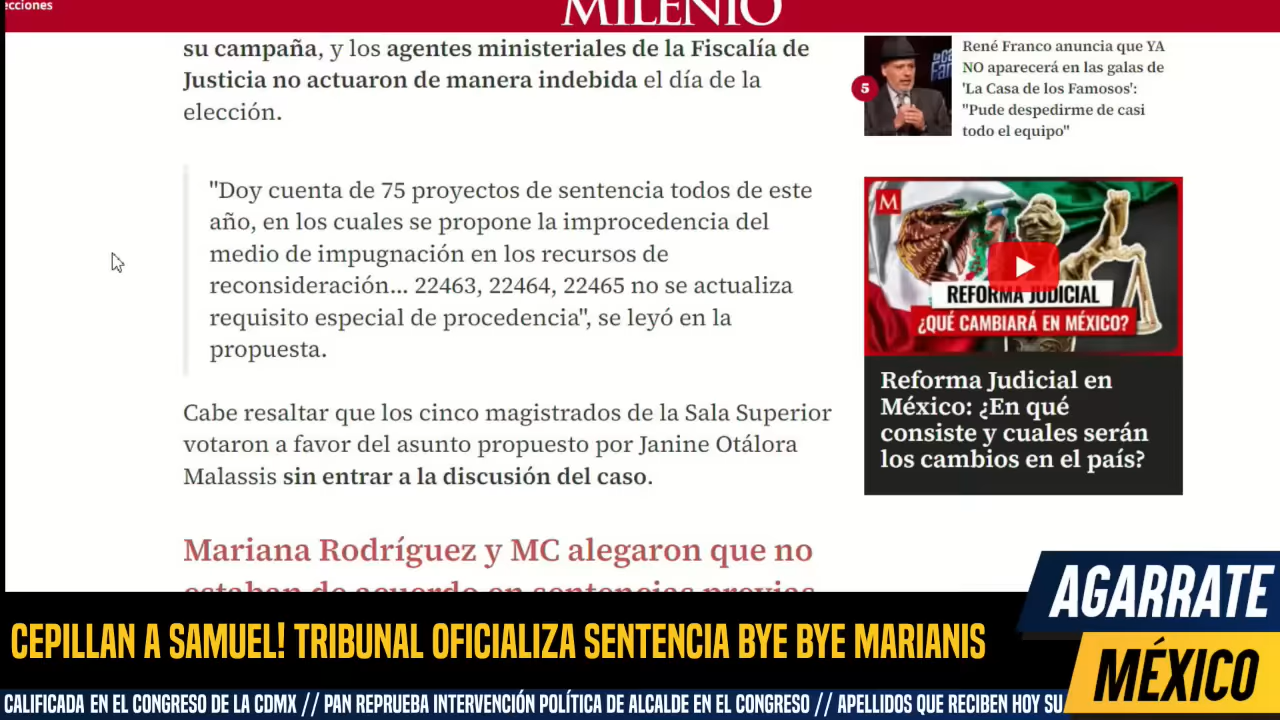 ecciones
MILENIO
su campaña, y los agentes ministeriales de la Fiscalía de
Justicia no actuaron de manera indebida el día de la
elección.
"Doy cuenta de 75 proyectos de sentencia todos de este
año, en los cuales se propone la improcedencia del
medio de impugnación en los recursos de
reconsideración... 22463, 22464, 22465 no se actualiza
requisito especial de procedencia", se leyó en la
propuesta.
Cabe resaltar que los cinco magistrados de la Sala Superior
votaron a favor del asunto propuesto por Janine Otálora
Malassis sin entrar a la discusión del caso.
Mariana Rodríguez y MC alegaron que no
estaban de acuerdo en sentencias previas
5
René Franco anuncia que YA
NO aparecerá en las galas de
'La Casa de los Famosos':
"Pude despedirme de casi
todo el equipo"
M
REFORMA JUDICIAL
¿QUÉ CAMBIARÁ EN MÉXICO?
Reforma Judicial en
México: ¿En qué
consiste y cuales serán
los cambios en el país?
AGARRATE
MÉXICO
CEPILLAN A SAMUEL! TRIBUNAL OFICIALIZA SENTENCIA BYE BYE MARIANIS
CALIFICADA EN EL CONGRESO DE LA CDMX // PAN REPRUEBA INTERVENCIÓN POLÍTICA DE ALCALDE EN EL CONGRESO // APELLIDOS QUE RECIBEN HOY SU